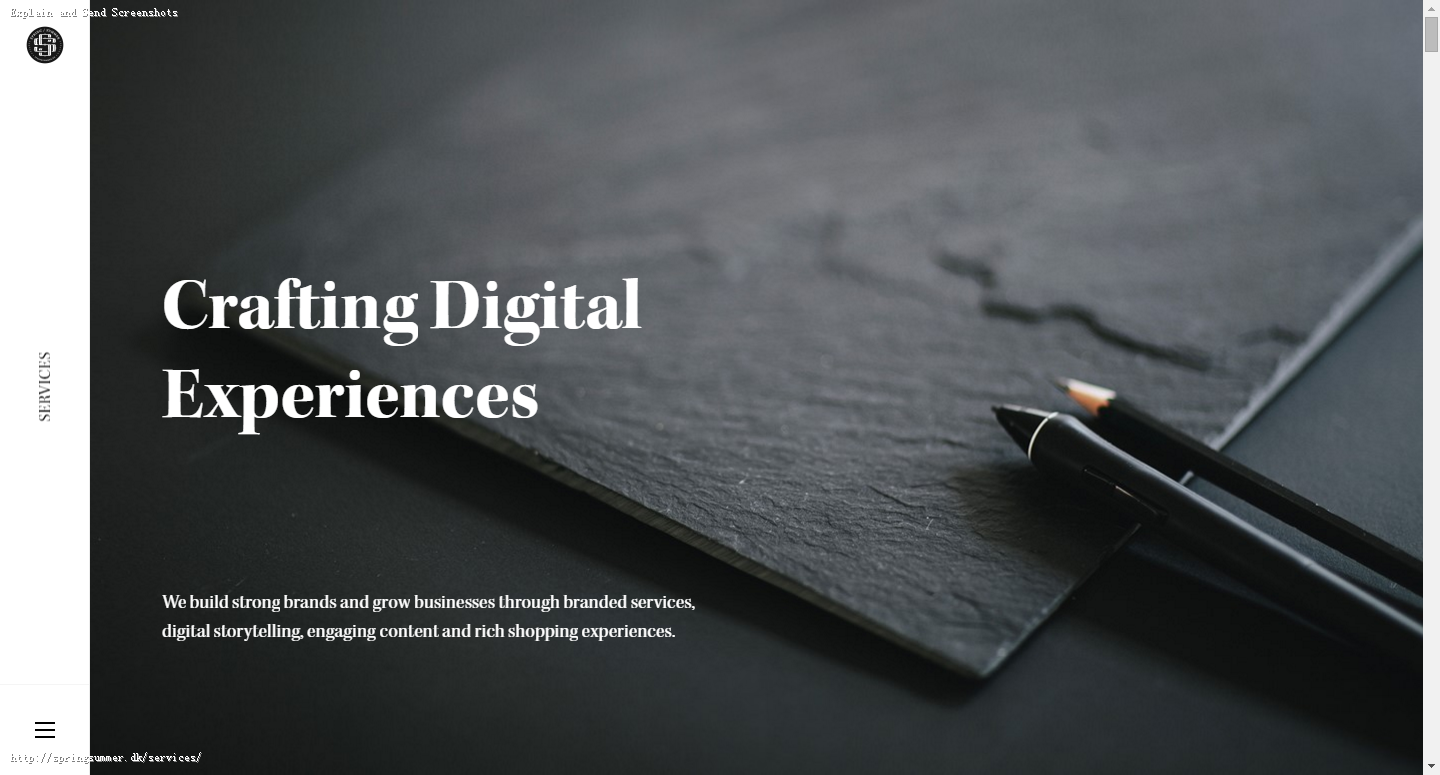 Explain and Send Screenshots
SERVICES
Crafting Digital
Experiences
We build strong brands and grow businesses through branded services,
digital storytelling, engaging content and rich shopping experiences.
http://springsummer.dk/services/